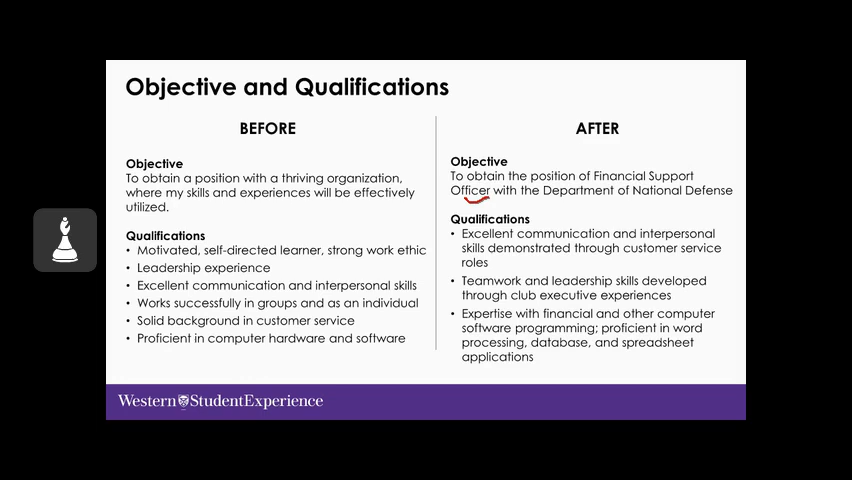 Objective and Qualifications
BEFORE
Objective
To obtain a position with a thriving organization,
where my skills and experiences will be effectively
utilized.
Qualifications
• Motivated, self-directed learner, strong work ethic
• Leadership experience
• Excellent communication and interpersonal skills
• Works successfully in groups and as an individual
• Solid background in customer service
• Proficient in computer hardware and software
AFTER
Objective
To obtain the position of Financial Support
Officer with the Department of National Defense
Qualifications
• Excellent communication and interpersonal
skills demonstrated through customer service
roles
• Teamwork and leadership skills developed
through club executive experiences
• Expertise with financial and other computer
software programming; proficient in word
processing, database, and spreadsheet
applications
Western StudentExperience